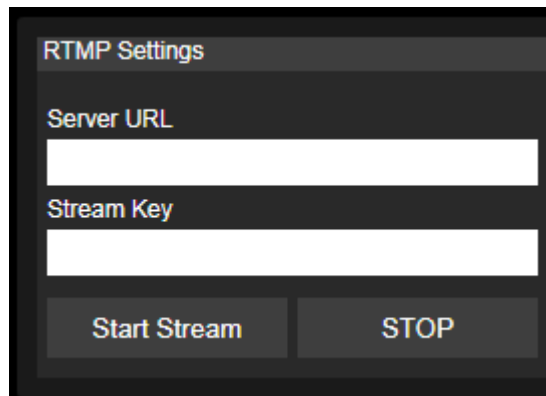 RTMP Settings
Server URL
Stream Key
Start Stream STOP